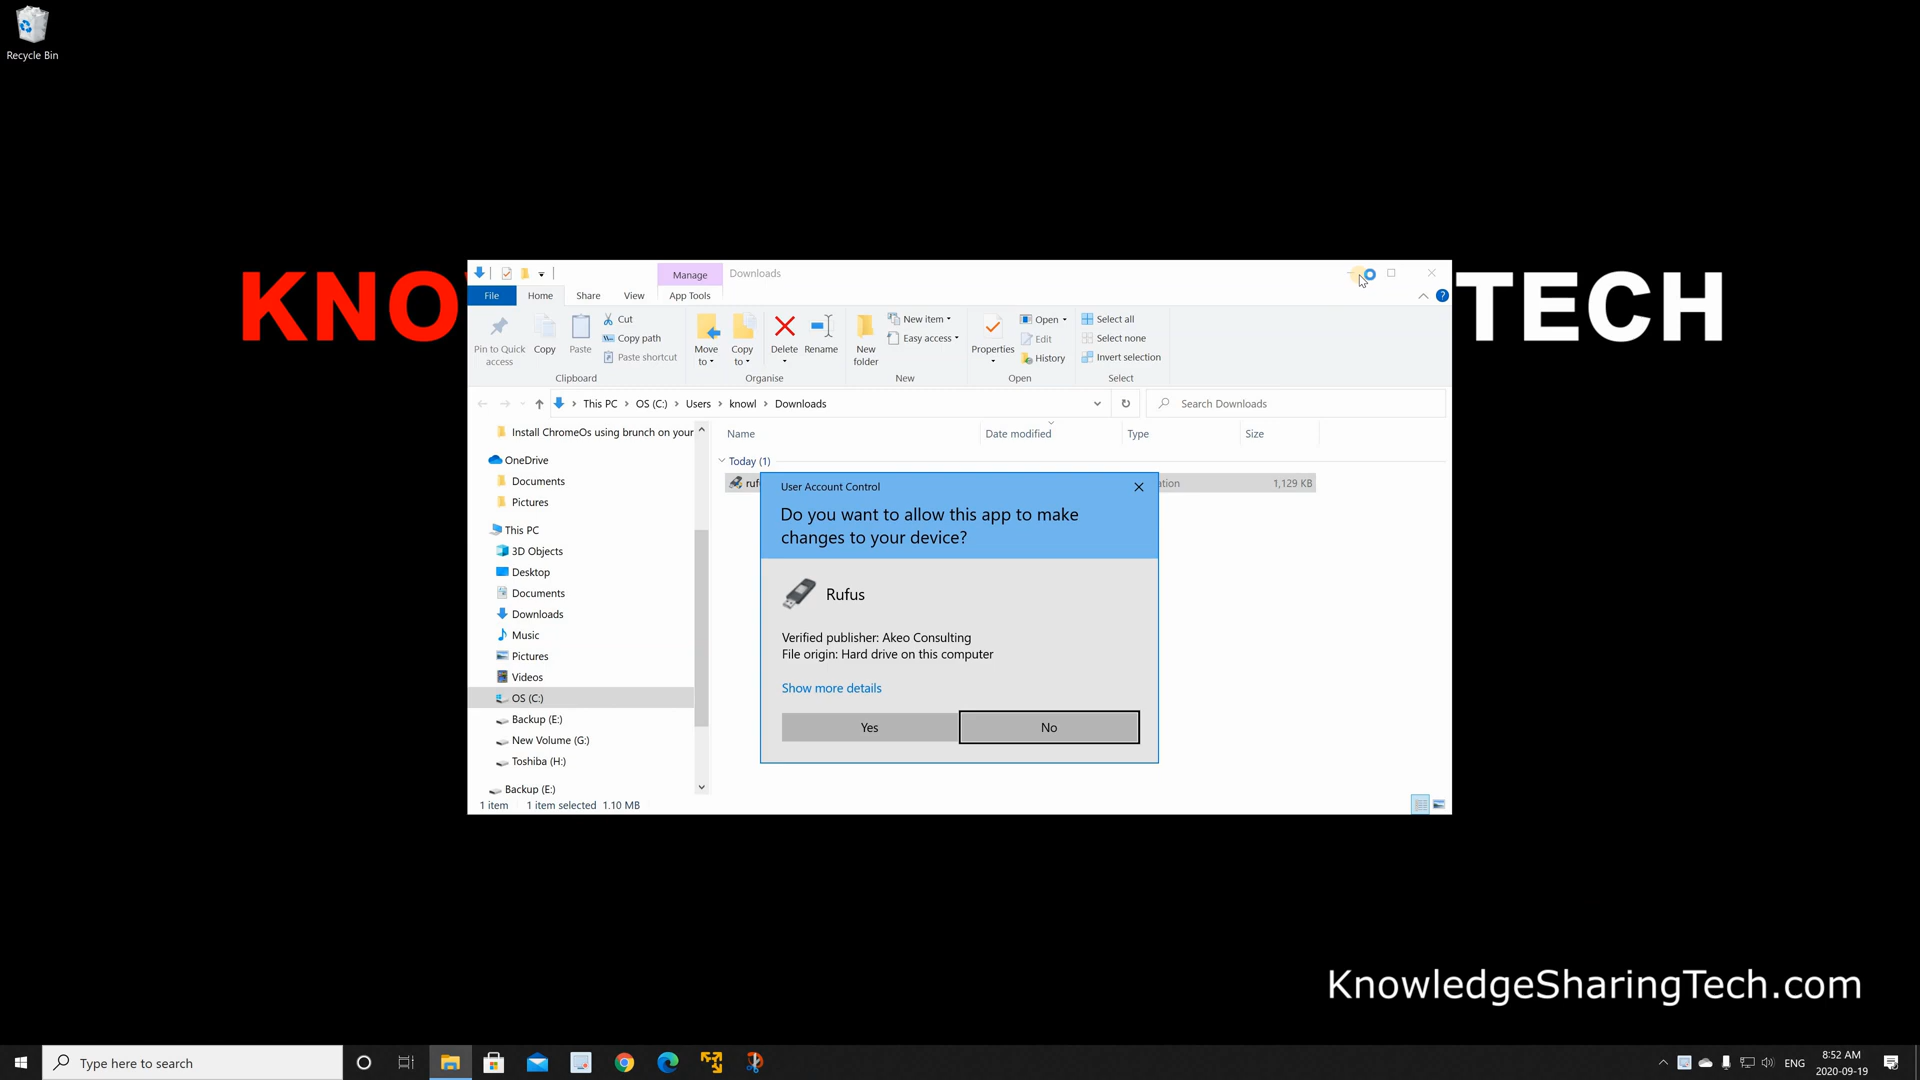 Recycle Bin
KNO
TECH
Manage
Downloads
File
Home
Share
View
App Tools
Pin to Quick
access
Copy
Paste
Cut
Copy path
Paste shortcut
Clipboard
Move
to
Copy
to
Delete
Rename
Organise
New
folder
New item
Easy access
New
Properties
Open
Edit
History
Open
Select all
Select none
Invert selection
Select
This PC
OS (C:)
Users
knowl
Downloads
Search Downloads
Install ChromeOs using brunch on your
OneDrive
Documents
Pictures
This PC
3D Objects
Desktop
Documents
Downloads
Music
Pictures
Videos
OS (C:)
Backup (E:)
New Volume (G:)
Toshiba (H:)
Backup (E:)
Name
Date modified
Type
Size
Today (1)
ruf
ation
1,129 KB
User Account Control
Do you want to allow this app to make
changes to your device?
Rufus
Verified publisher: Akeo Consulting
File origin: Hard drive on this computer
Show more details
Yes
No
1 item
1 item selected 1.10 MB
KnowledgeSharingTech.com
Type here to search
ENG
8:52 AM
2020-09-19